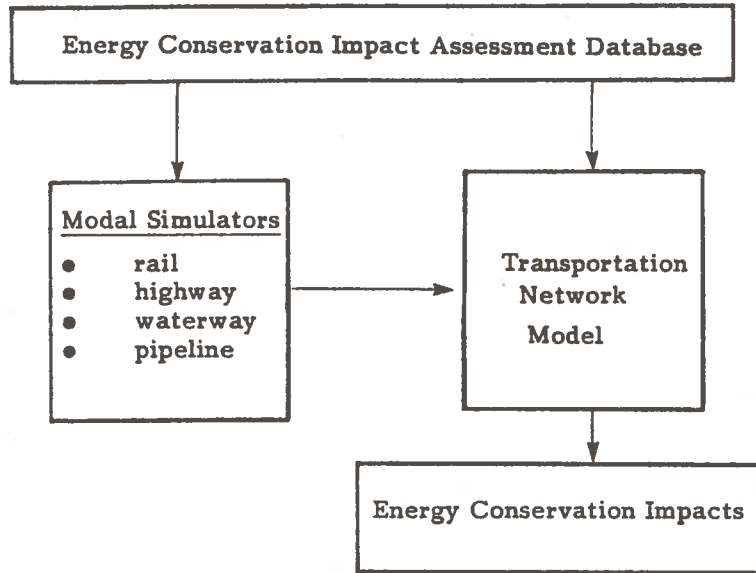 Energy Conservation Impact Assessment Database
Modal Simulators
● rail
● highway
● waterway
● pipeline
Transportation
Network
Model
Energy Conservation Impacts